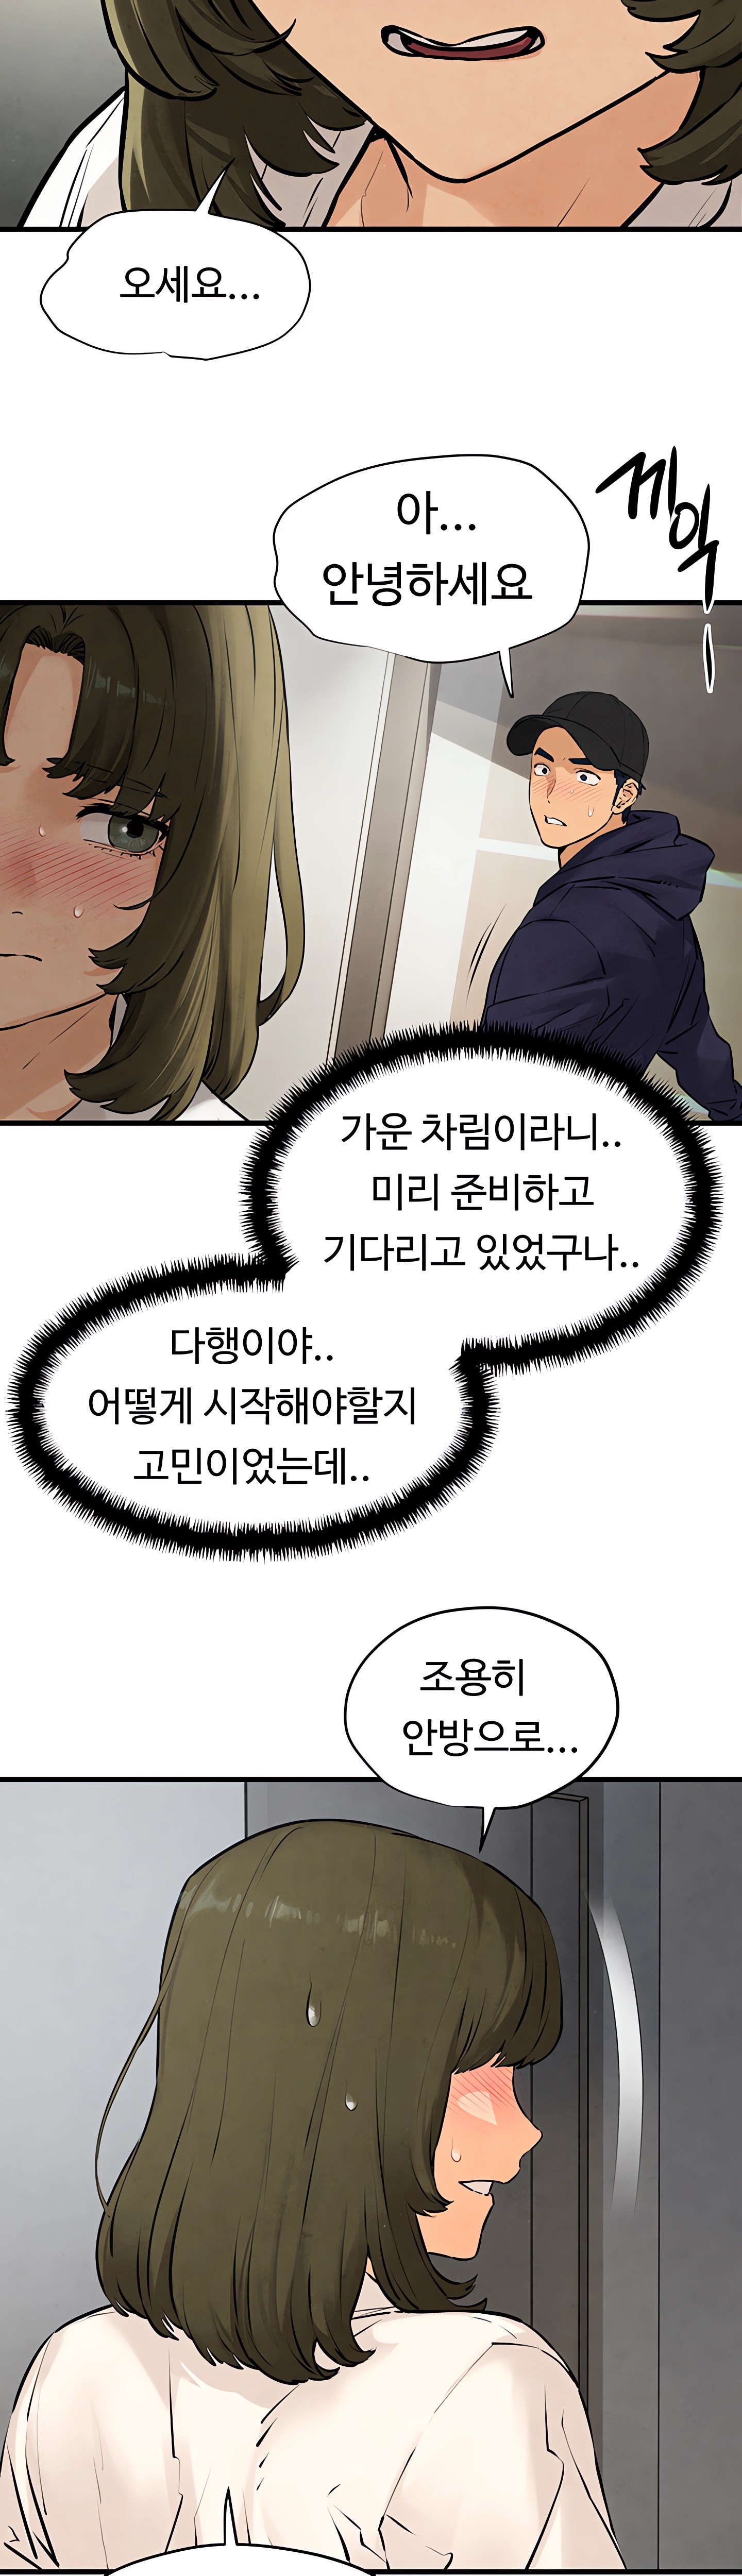 오세요...
끼익
아...
안녕하세요
가운 차림이라니..
미리 준비하고
기다리고 있었구나..
다행이야..
어떻게 시작해야할지
고민이었는데..
조용히
안방으로...